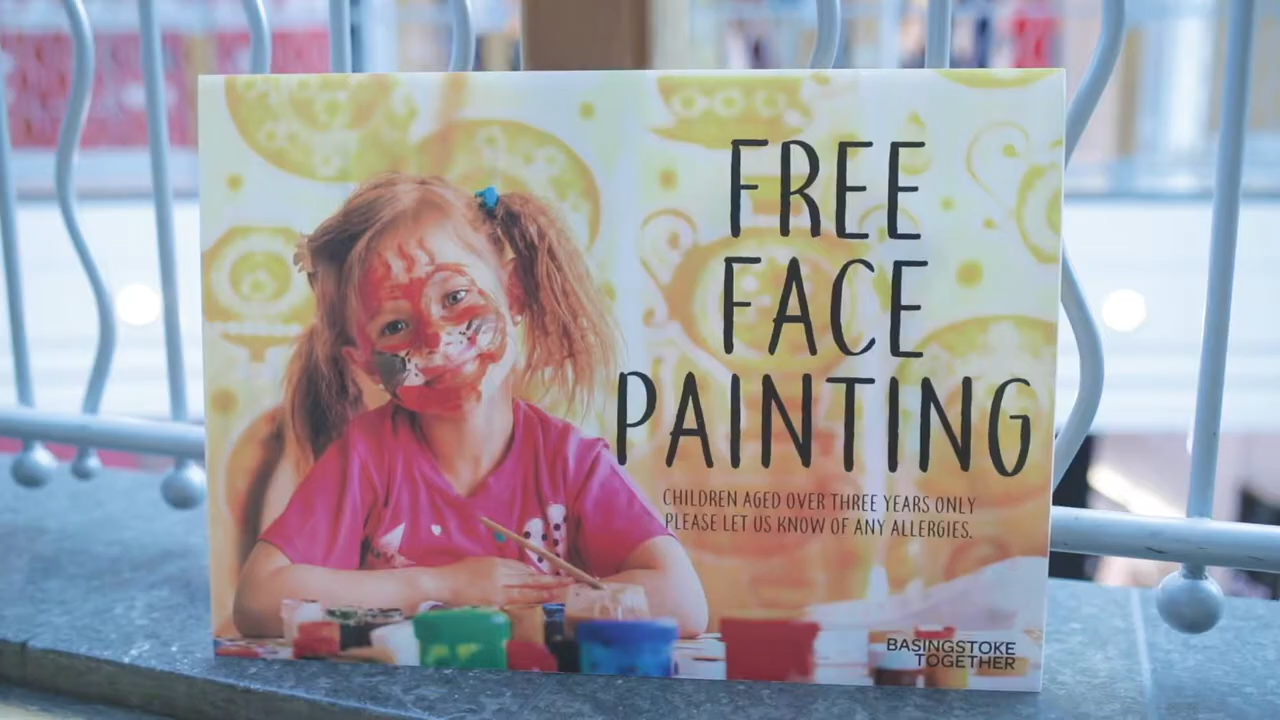 FREE
FACE
PAINTING
CHILDREN AGED OVER THREE YEARS ONLY
PLEASE LET US KNOW OF ANY ALLERGIES.
BASINGSTOKE
TOGETHER